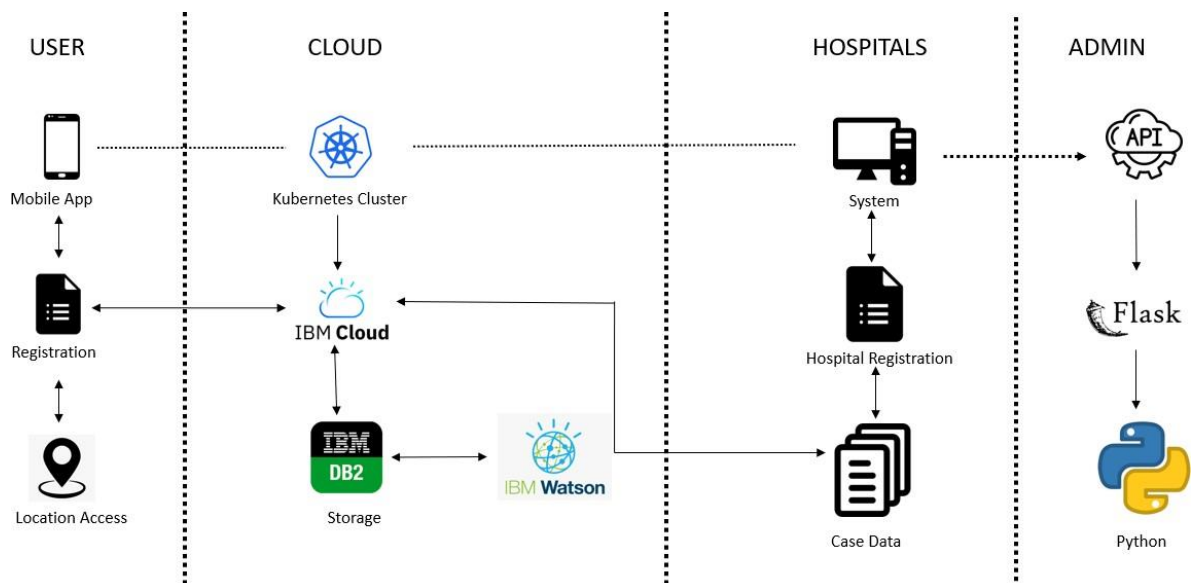 USER
CLOUD
HOSPITALS
ADMIN
API
Mobile App
Kubernetes Cluster
System
IBM Cloud
Flask
Registration
Hospital Registration
IBM
DB2
IBM Watson
Location Access
Storage
Case Data
Python